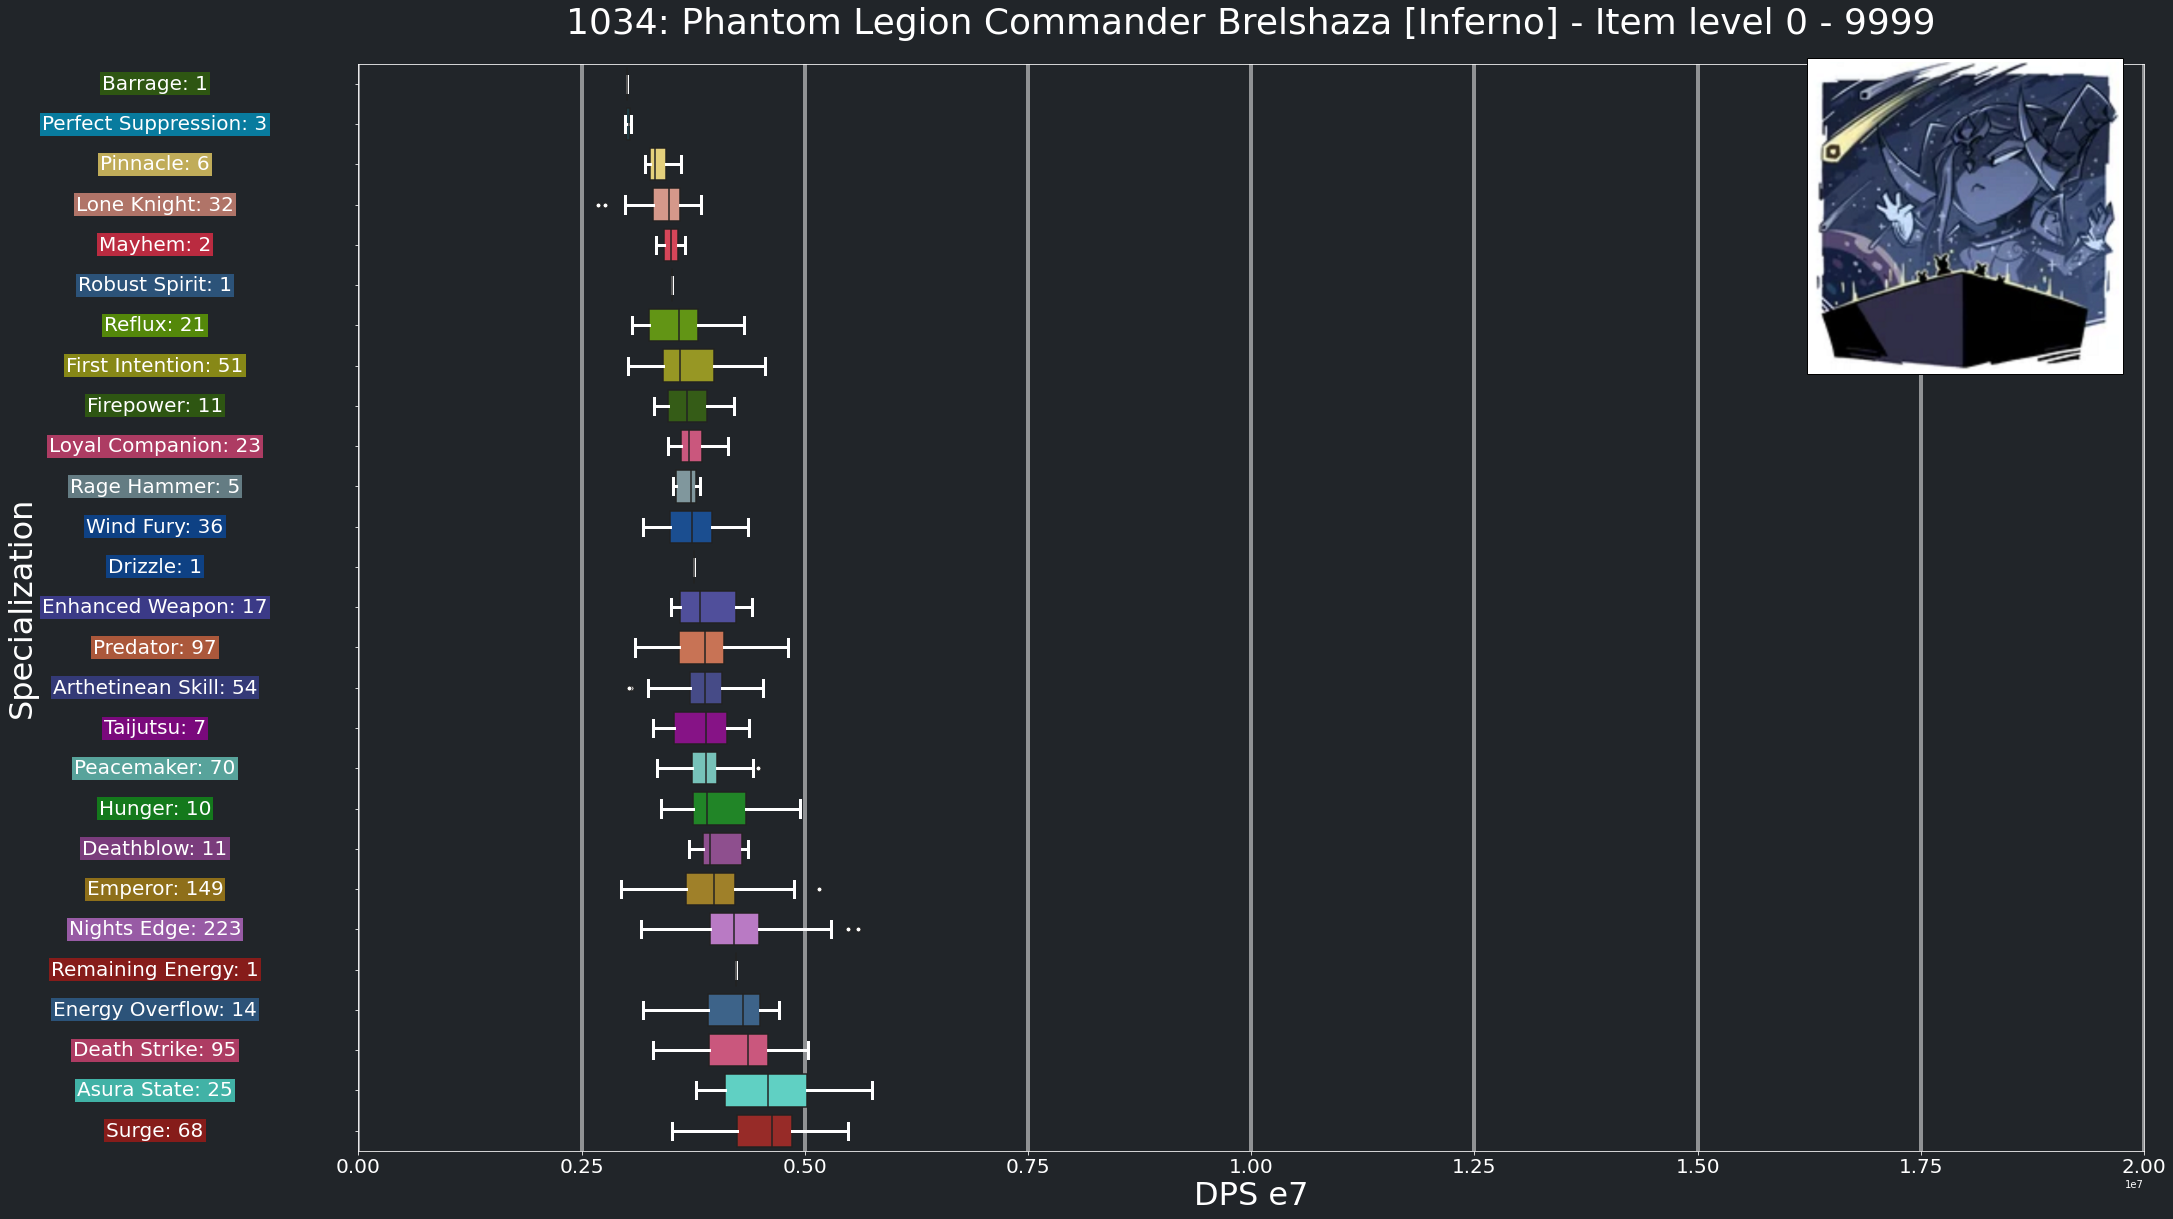 1034: Phantom Legion Commander Brelshaza [Inferno] - Item level 0 - 9999
Barrage: 1
Perfect Suppression: 3
Pinnacle: 6
Lone Knight: 32
Mayhem: 2
Robust Spirit: 1
Reflux: 21
First Intention: 51
Firepower: 11
Loyal Companion: 23
Rage Hammer: 5
Wind Fury: 36
Drizzle: 1
Enhanced Weapon: 17
Predator: 97
Arthetinean Skill: 54
Taijutsu: 7
Peacemaker: 70
Hunger: 10
Deathblow: 11
Emperor: 149
Nights Edge: 223
Remaining Energy: 1
Energy Overflow: 14
Death Strike: 95
Asura State: 25
Surge: 68
Specialization
0.00 0.25 0.50 0.75 1.00 1.25 1.50 1.75 2.00
1e7
DPS e7